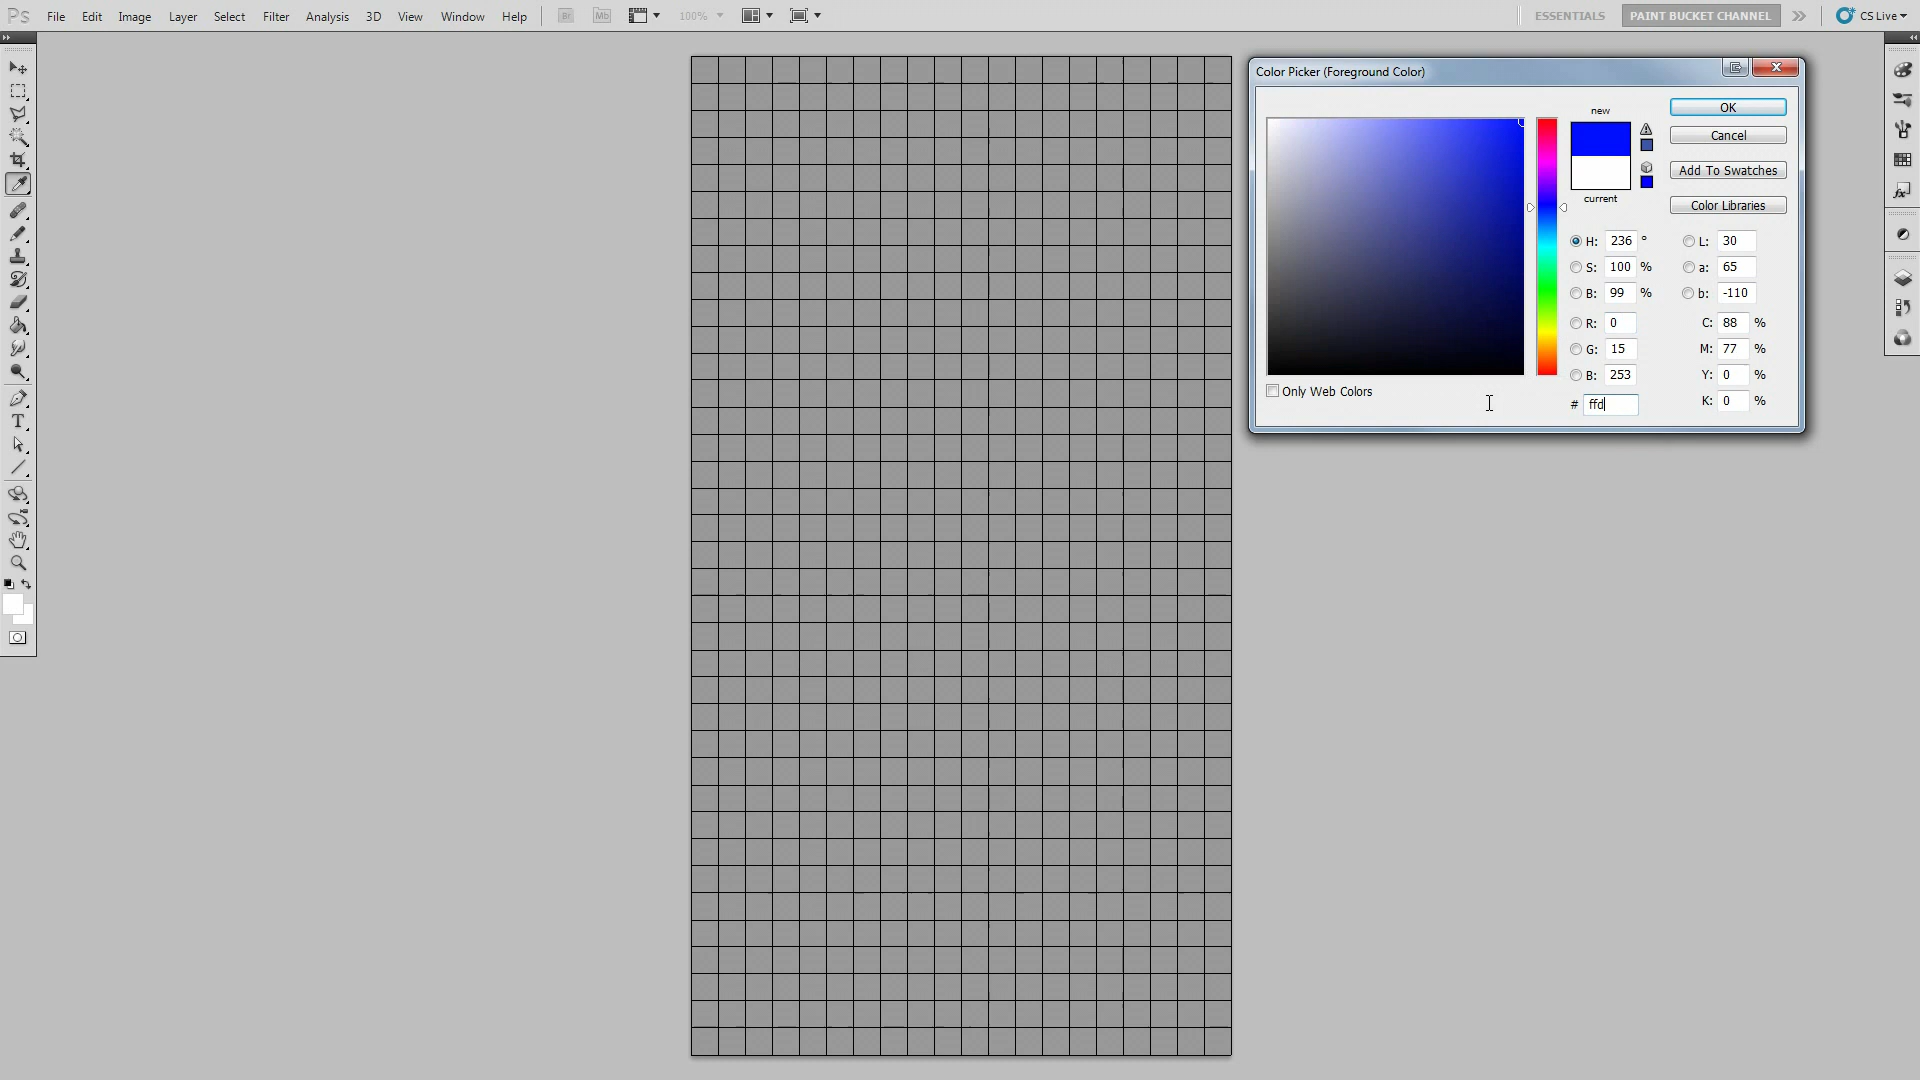 Ps File Edit Image Layer Select Filter Analysis 3D View Window Help Br Mb 100% ESSENTIALS PAINT BUCKET CHANNEL CS Live
Color Picker (Foreground Color)
new
OK
Cancel
Add To Swatches
current
Color Libraries
H: 236 ° L: 30
S: 100 % a: 65
B: 99 % b: -110
R: 0 C: 88 %
G: 15 M: 77 %
B: 253 Y: 0 %
Only Web Colors # ffd K: 0 %